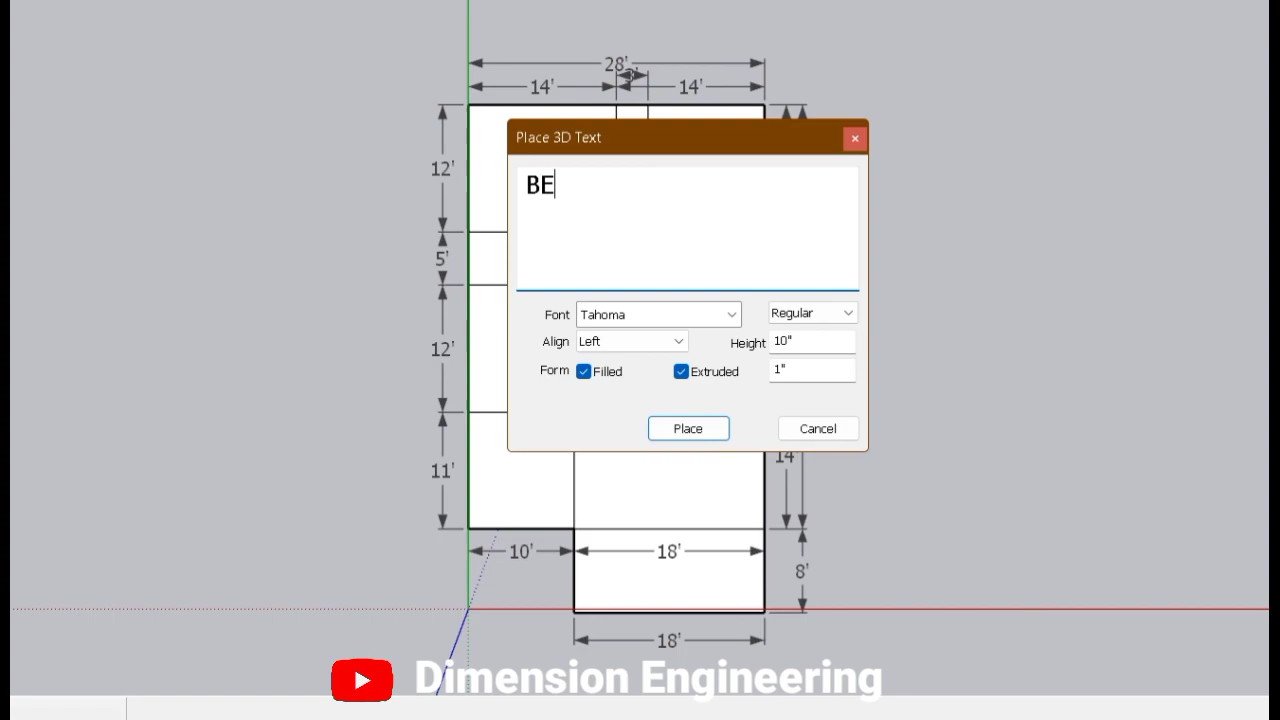 28'
3'
14'
14'
12'
5'
12'
11'
Place 3D Text
BE
Font Tahoma Regular
Align Left Height 10"
Form Filled Extruded 1"
Place Cancel
14'
10'
18'
8'
18'
Dimension Engineering